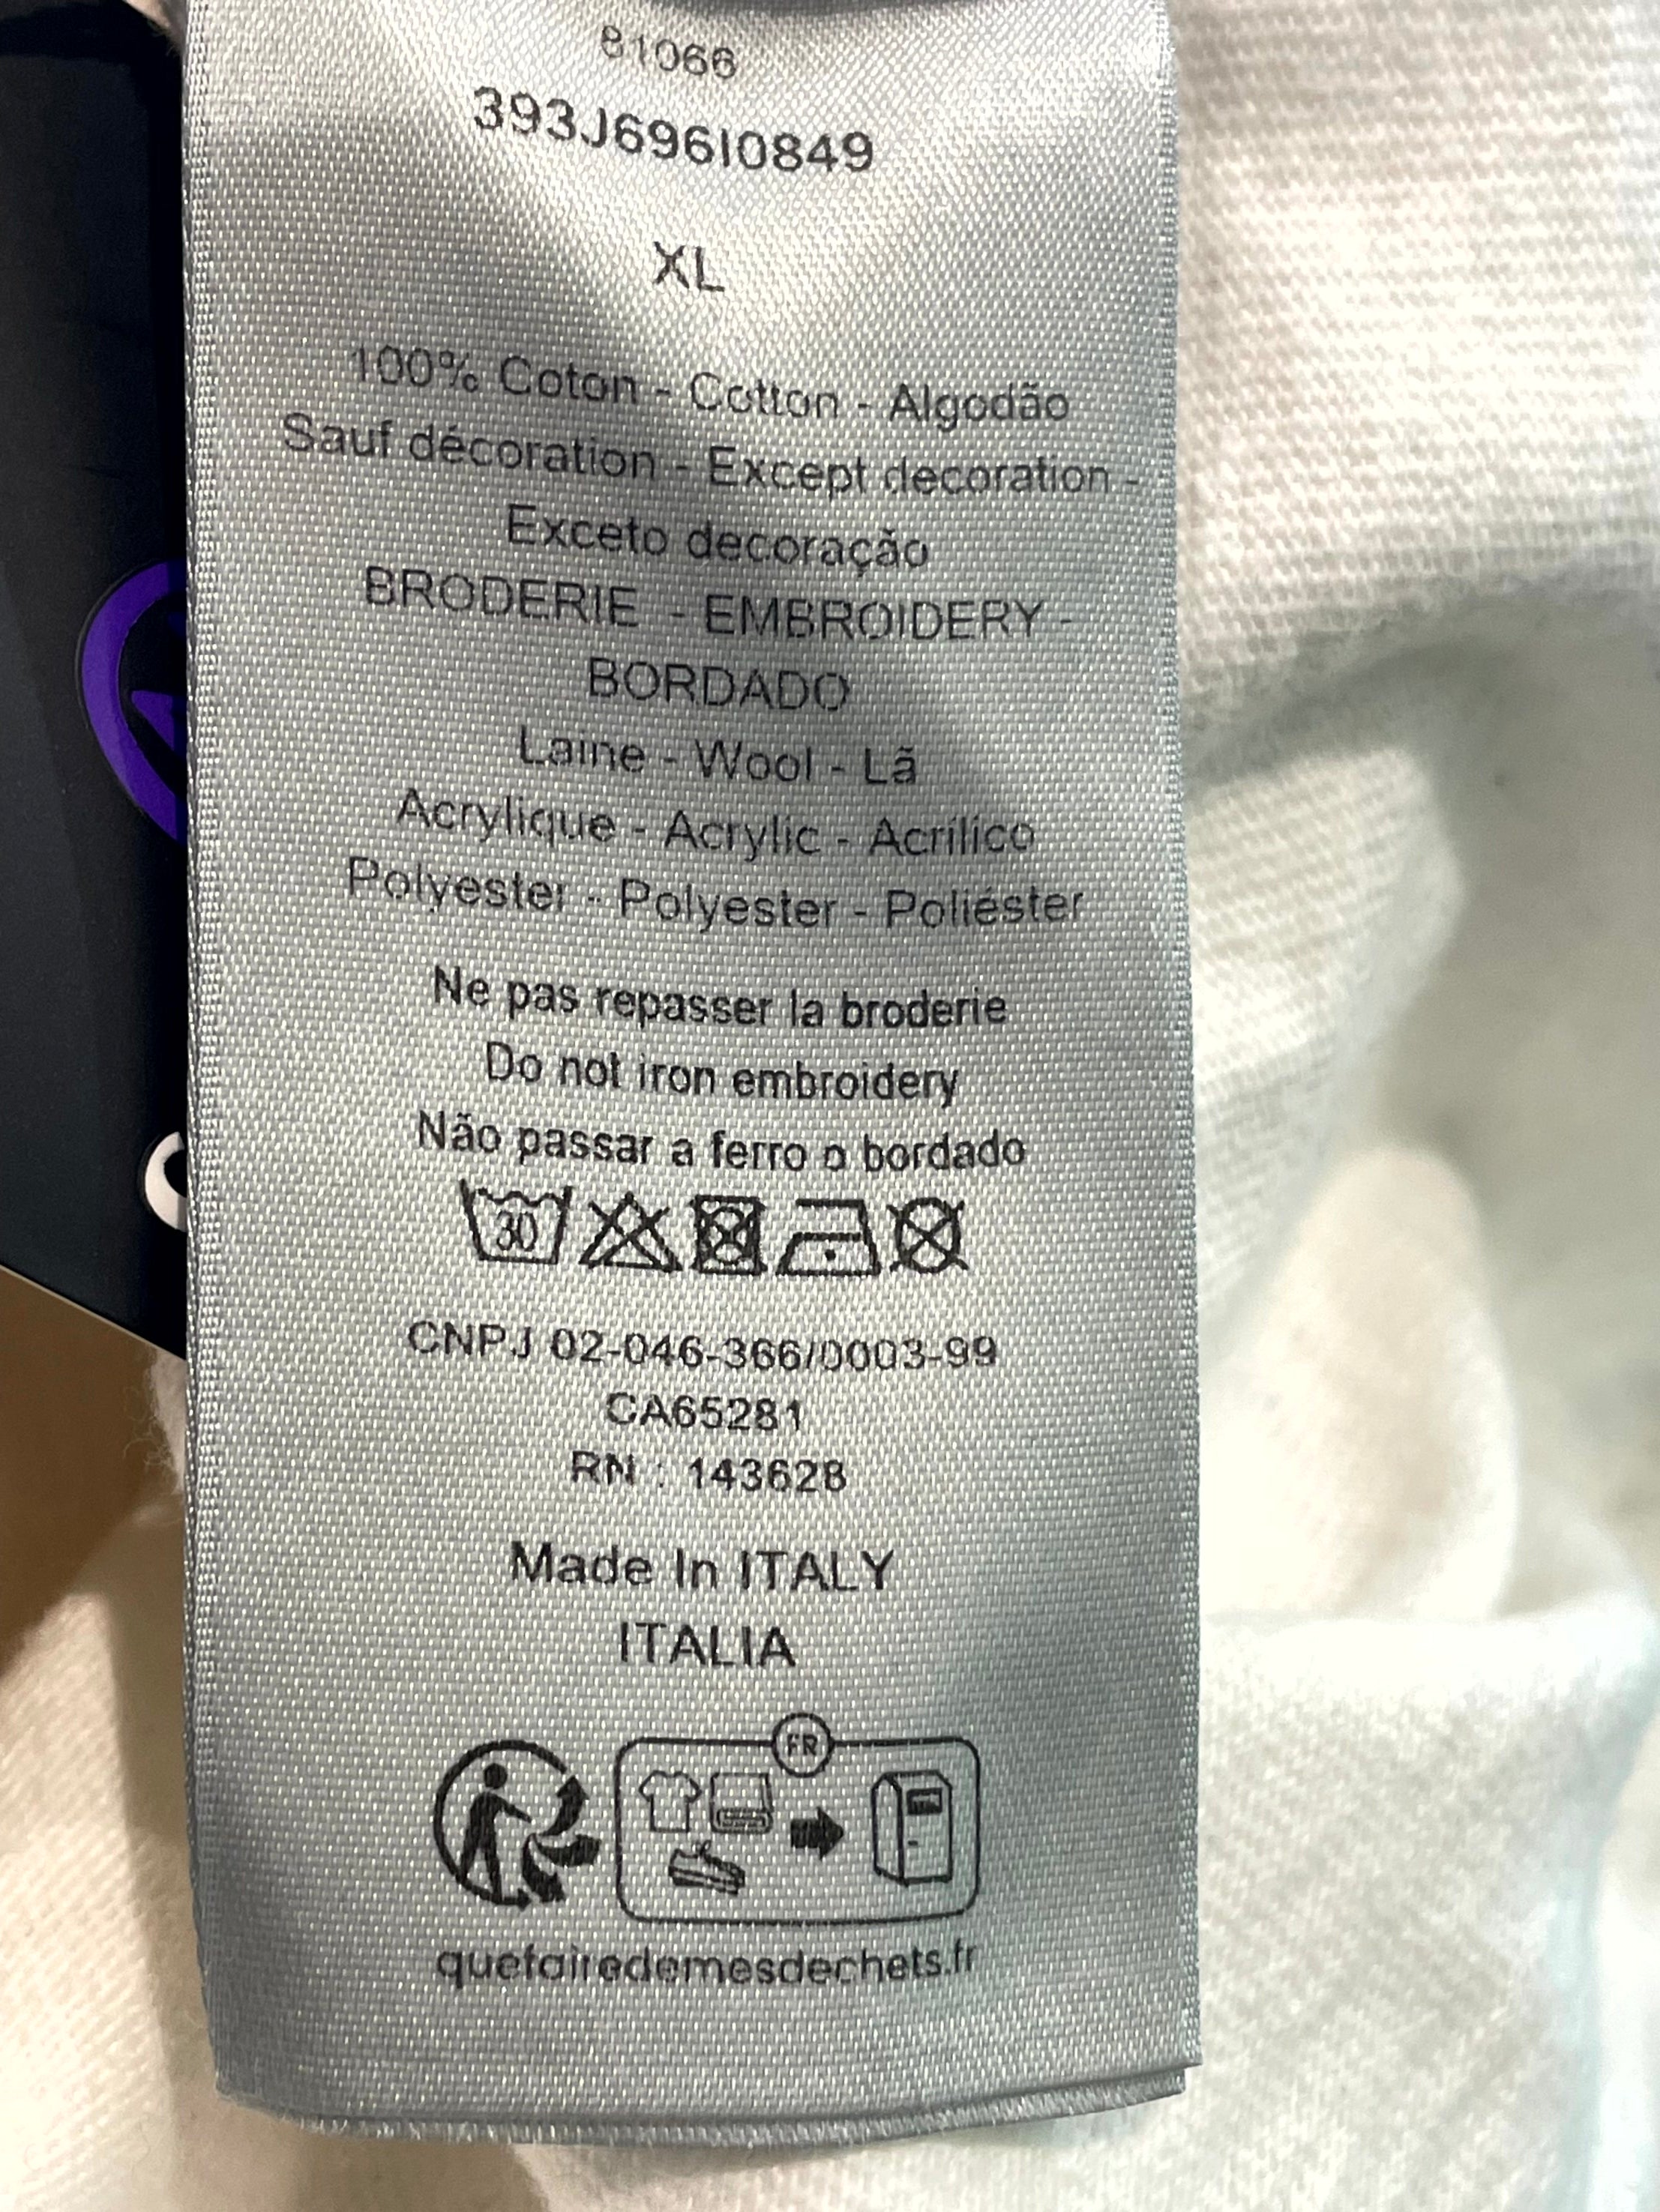 81066
393J696I0849
XL
100% Coton - Cotton - Algodão
Sauf décoration - Except decoration -
Exceto decoração
BRODERIE - EMBROIDERY -
BORDADO
Laine - Wool - Lã
Acrylique - Acrylic - Acrílico
Polyester - Polyester - Poliéster
Ne pas repasser la broderie
Do not iron embroidery
Não passar a ferro o bordado
30
CNPJ 02-046-366/0003-99
CA65281
RN : 143628
Made In ITALY
ITALIA
FR
quefairedemesdechets.fr